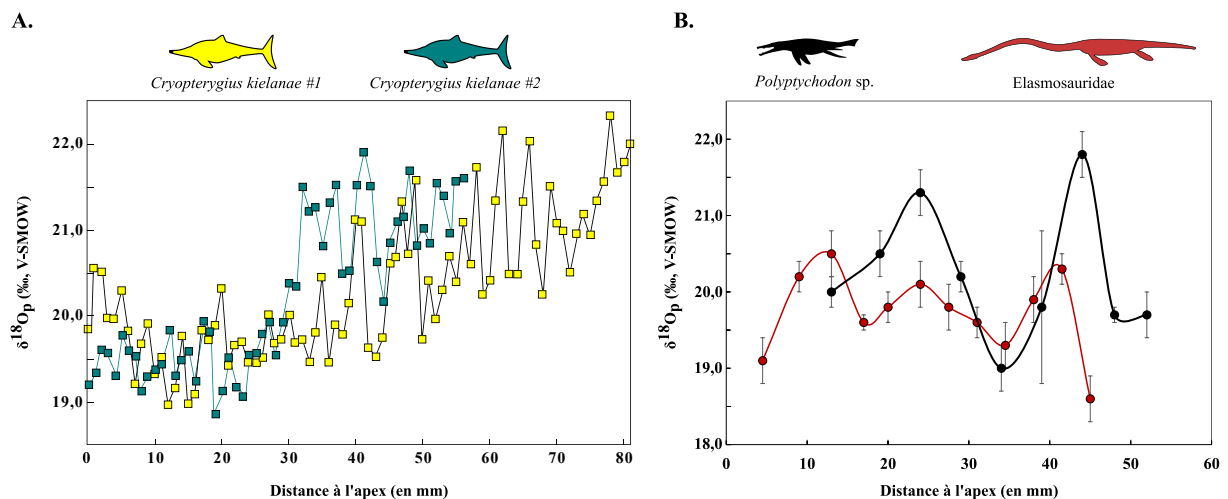 A.
Cryopterygius kielanae #1
Cryopterygius kielanae #2
δ18Op (‰, V-SMOW)
22,0
21,0
20,0
19,0
0
10
20
30
40
50
60
70
80
Distance à l'apex (en mm)
B.
Polyptychodon sp.
Elasmosauridae
δ18Op (‰, V-SMOW)
22,0
21,0
20,0
19,0
18,0
0
10
20
30
40
50
60
Distance à l'apex (en mm)